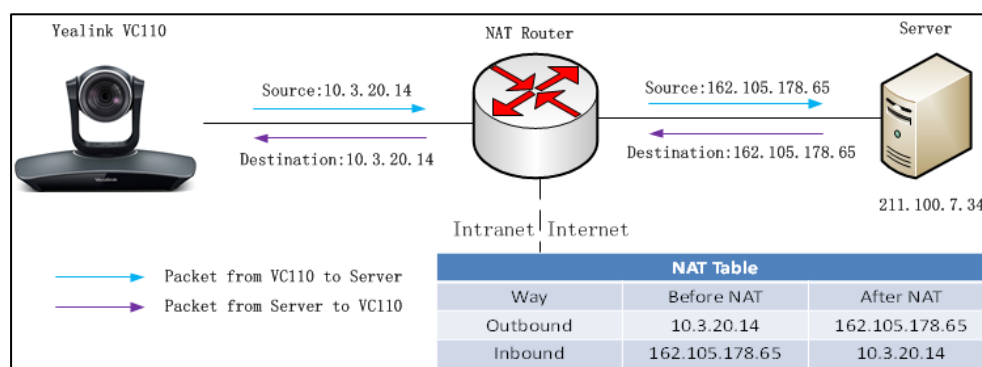 Yealink VC110
NAT Router
Server
Source:10.3.20.14
Destination:10.3.20.14
Source:162.105.178.65
Destination:162.105.178.65
211.100.7.34
Intranet Internet
Packet from VC110 to Server
Packet from Server to VC110
NAT Table
Way Before NAT After NAT
Outbound 10.3.20.14 162.105.178.65
Inbound 162.105.178.65 10.3.20.14
Yealink